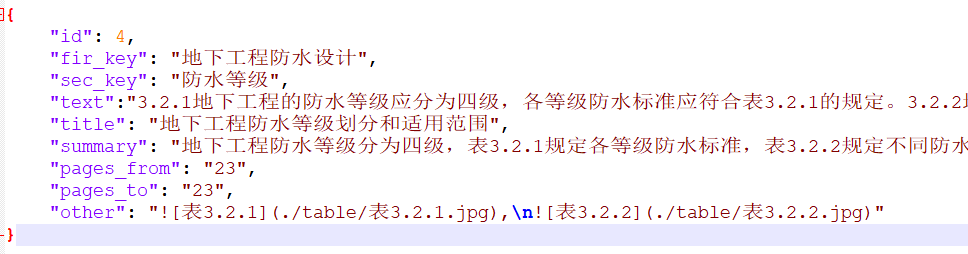 {
"id": 4,
"fir_key": "地下工程防水设计",
"sec_key": "防水等级",
"text":"3.2.1地下工程的防水等级应分为四级，各等级防水标准应符合表3.2.1的规定。3.2.2
"title": "地下工程防水等级划分和适用范围",
"summary": "地下工程防水等级分为四级，表3.2.1规定各等级防水标准，表3.2.2规定不同防水
"pages_from": "23",
"pages_to": "23",
"other": "![表3.2.1](./table/表3.2.1.jpg),\n![表3.2.2](./table/表3.2.2.jpg)"
}